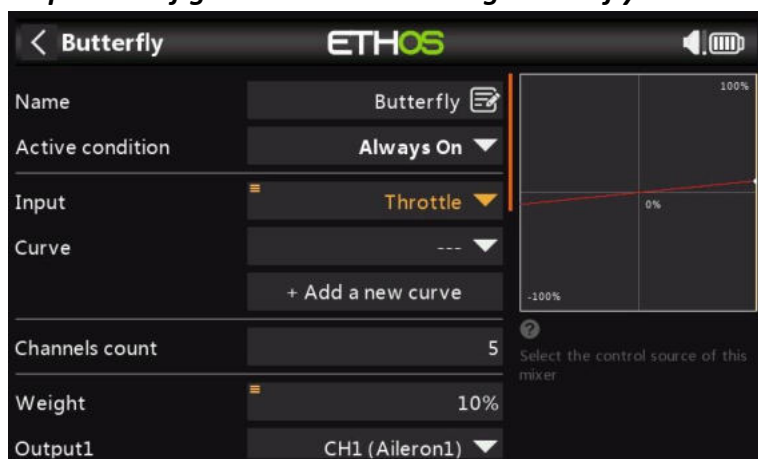 < Butterfly
ETHOS
Name
Butterfly
Active condition
Always On
Input
Throttle
Curve
---
+ Add a new curve
Channels count
5
Weight
10%
Output1
CH1 (Aileron1)
100%
0%
-100%
Select the control source of this
mixer